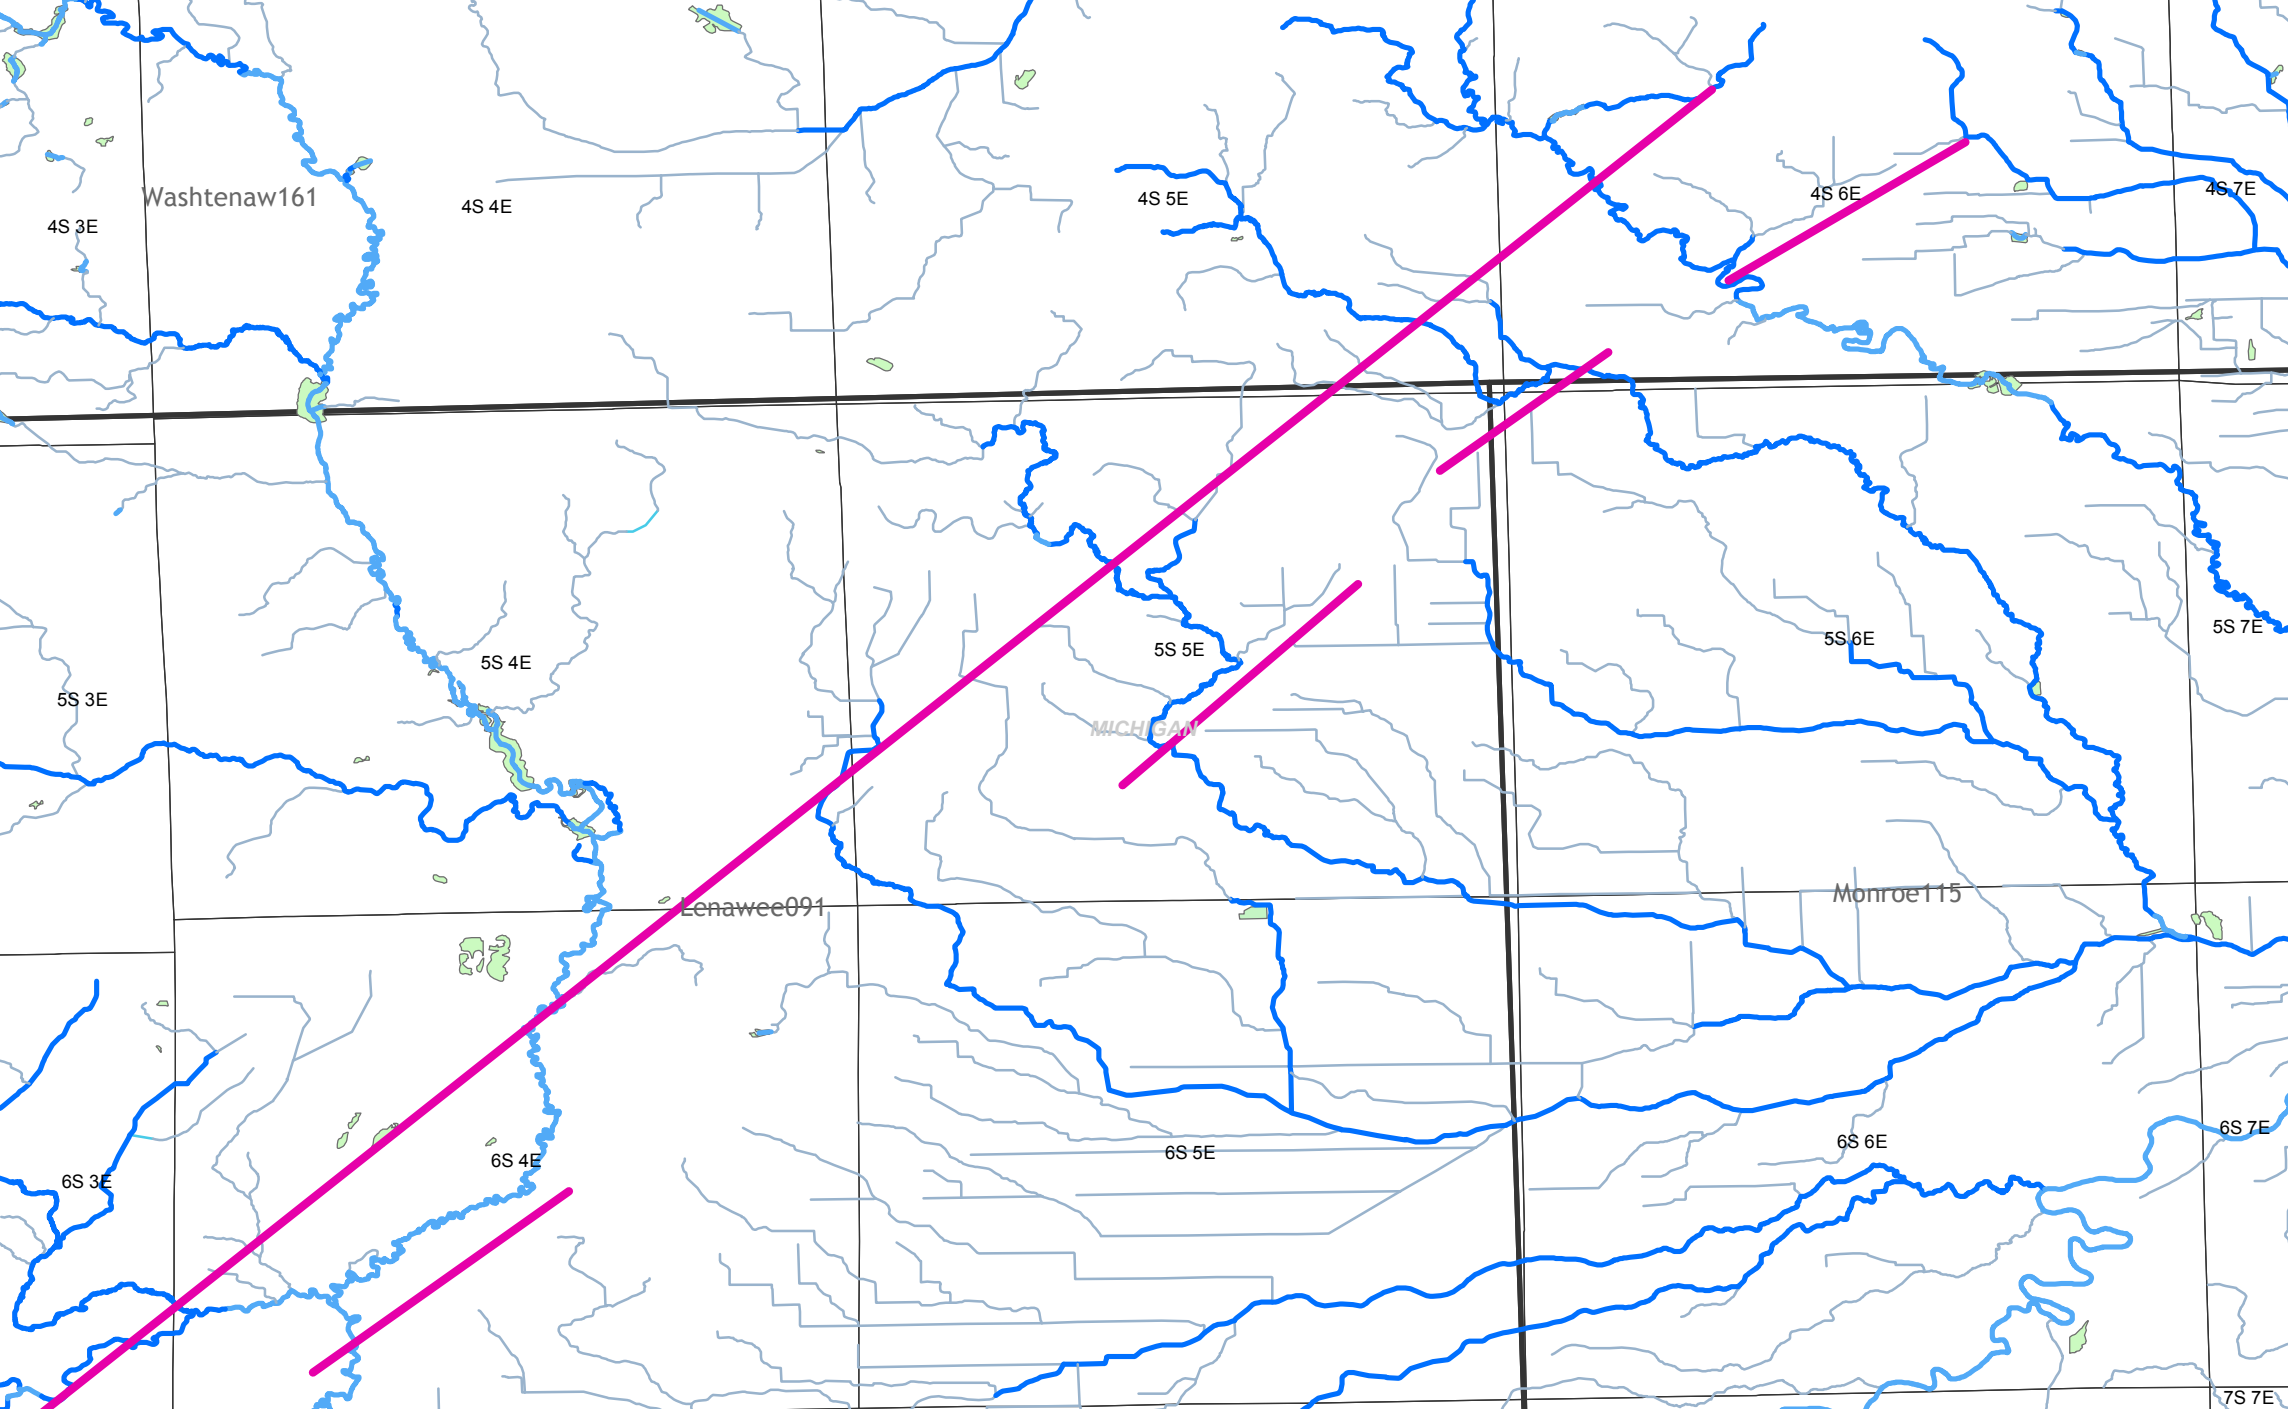 Washtenaw161
4S 3E
4S 4E
4S 5E
4S 6E
4S 7E
5S 3E
5S 4E
5S 5E
5S 6E
5S 7E
MICHIGAN
Lenawee091
Monroe115
6S 3E
6S 4E
6S 5E
6S 6E
6S 7E
7S 7E